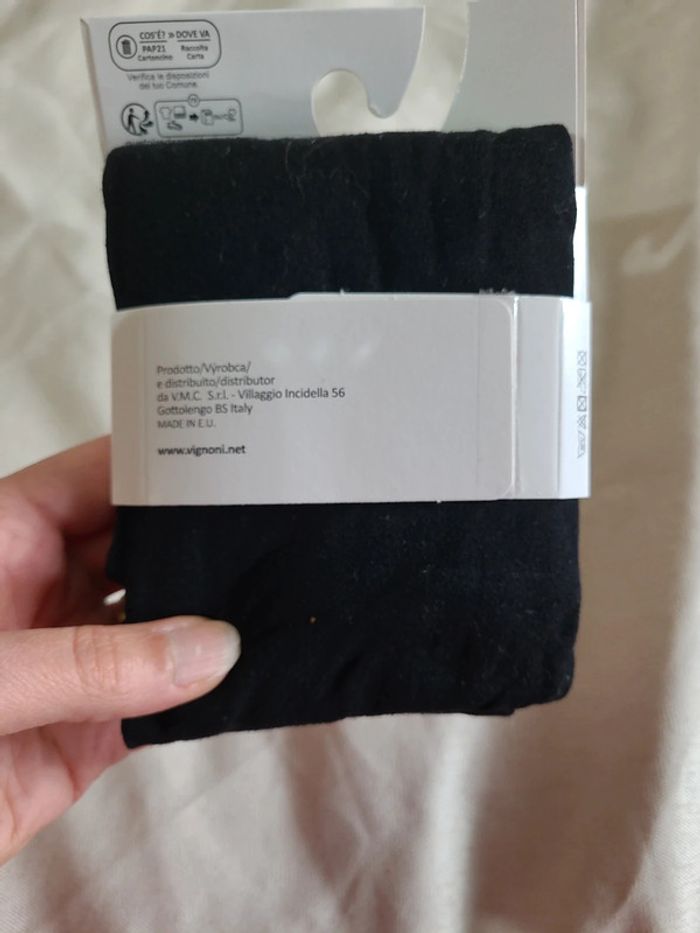 COS'È? » DOVE VA
PAP21 Raccolta
Cartoncino Carta
Verifica le disposizioni
del tuo Comune.
FR
Prodotto/Výrobca/
e distribuito/distributor
da V.M.C. S.r.l. - Villaggio Incidella 56
Gottolengo BS Italy
MADE IN E.U.
www.vignoni.net